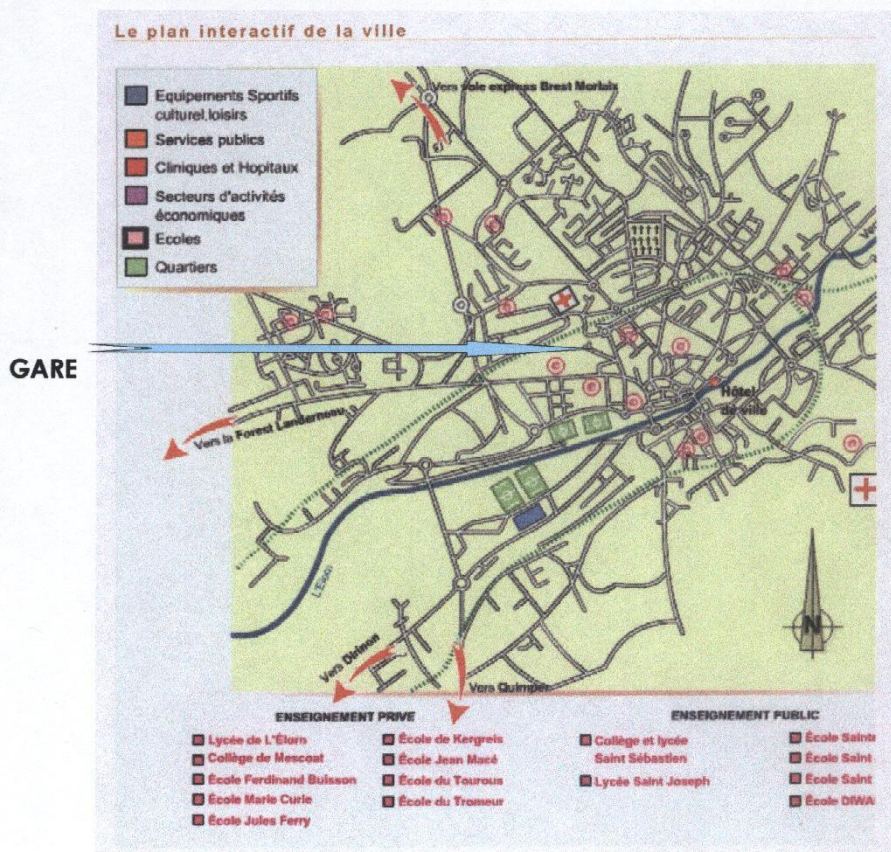 Le plan interactif de la ville
Equipements Sportifs
culturel,loisirs
Services publics
Cliniques et Hopitaux
Secteurs d'activités
économiques
Ecoles
Quartiers
Vers voie express Brest Morlaix
GARE
Hôtel
de ville
Vers la Forest Landerneau
L'Elorn
N
Vers Dirinon
Vers Quimper
ENSEIGNEMENT PRIVE
Lycée de L'Élorn
Collège de Mescoat
École Ferdinand Buisson
École Marie Curie
École Jules Ferry
École de Kergreis
École Jean Macé
École du Tourous
École du Tromeur
ENSEIGNEMENT PUBLIC
Collège et lycée
Saint Sébastien
Lycée Saint Joseph
École Sainte
École Saint
École Saint
École DIWA